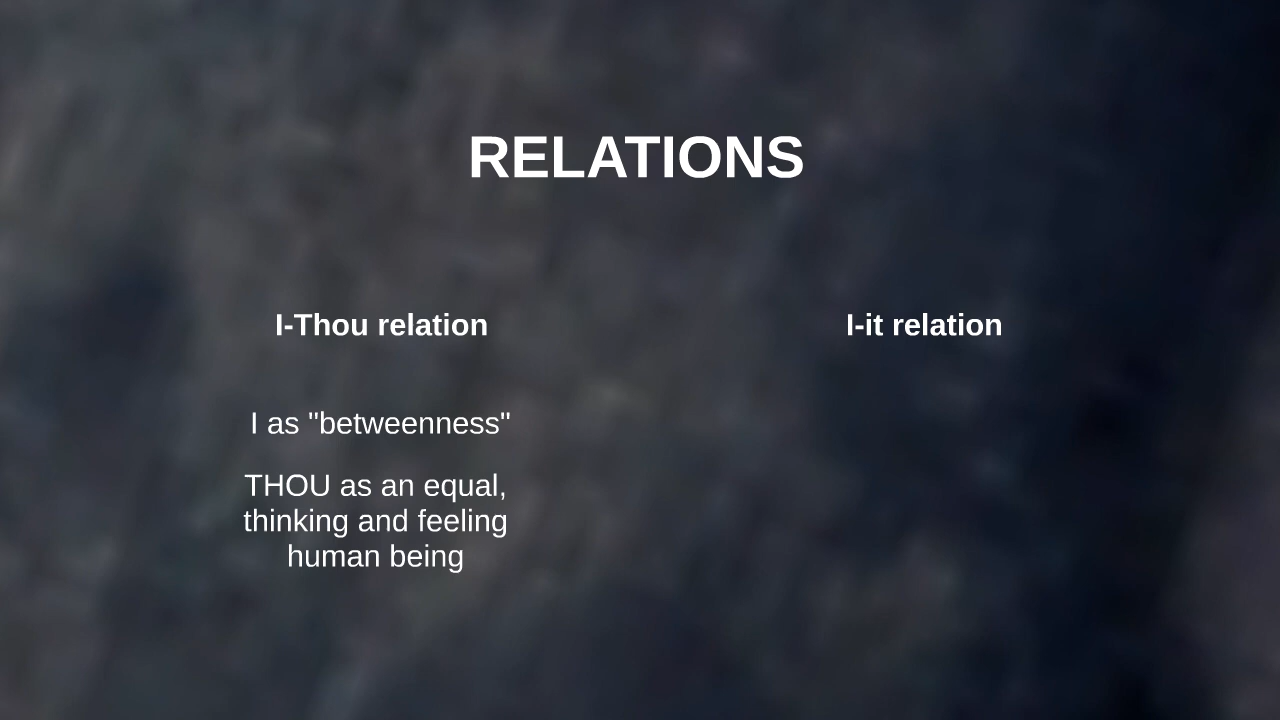 RELATIONS
I-Thou relation
I-it relation
I as "betweenness"
THOU as an equal,
thinking and feeling
human being